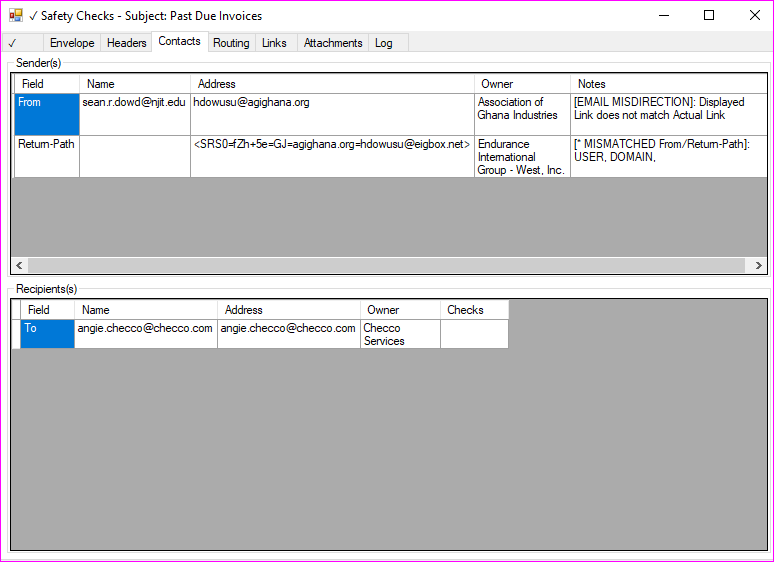 ✓ Safety Checks - Subject: Past Due Invoices
✓ Envelope Headers Contacts Routing Links Attachments Log
Sender(s)
Field Name Address Owner Notes
From sean.r.dowd@njit.edu hdowusu@agighana.org Association of Ghana Industries [EMAIL MISDIRECTION]: Displayed Link does not match Actual Link
Return-Path <SRS0=fZh+5e=GJ=agighana.org=hdowusu@eigbox.net> Endurance International Group - West, Inc. [* MISMATCHED From/Return-Path]: USER, DOMAIN,
Recipients(s)
Field Name Address Owner Checks
To angie.checco@checco.com angie.checco@checco.com Checco Services